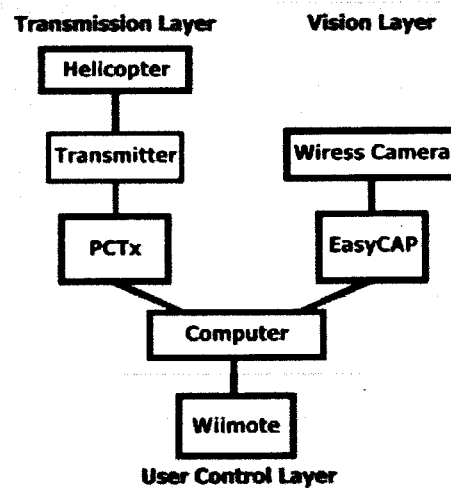 Transmission Layer
Vision Layer
Helicopter
Transmitter
Wiress Camera
PCTx
EasyCAP
Computer
Wiimote
User Control Layer